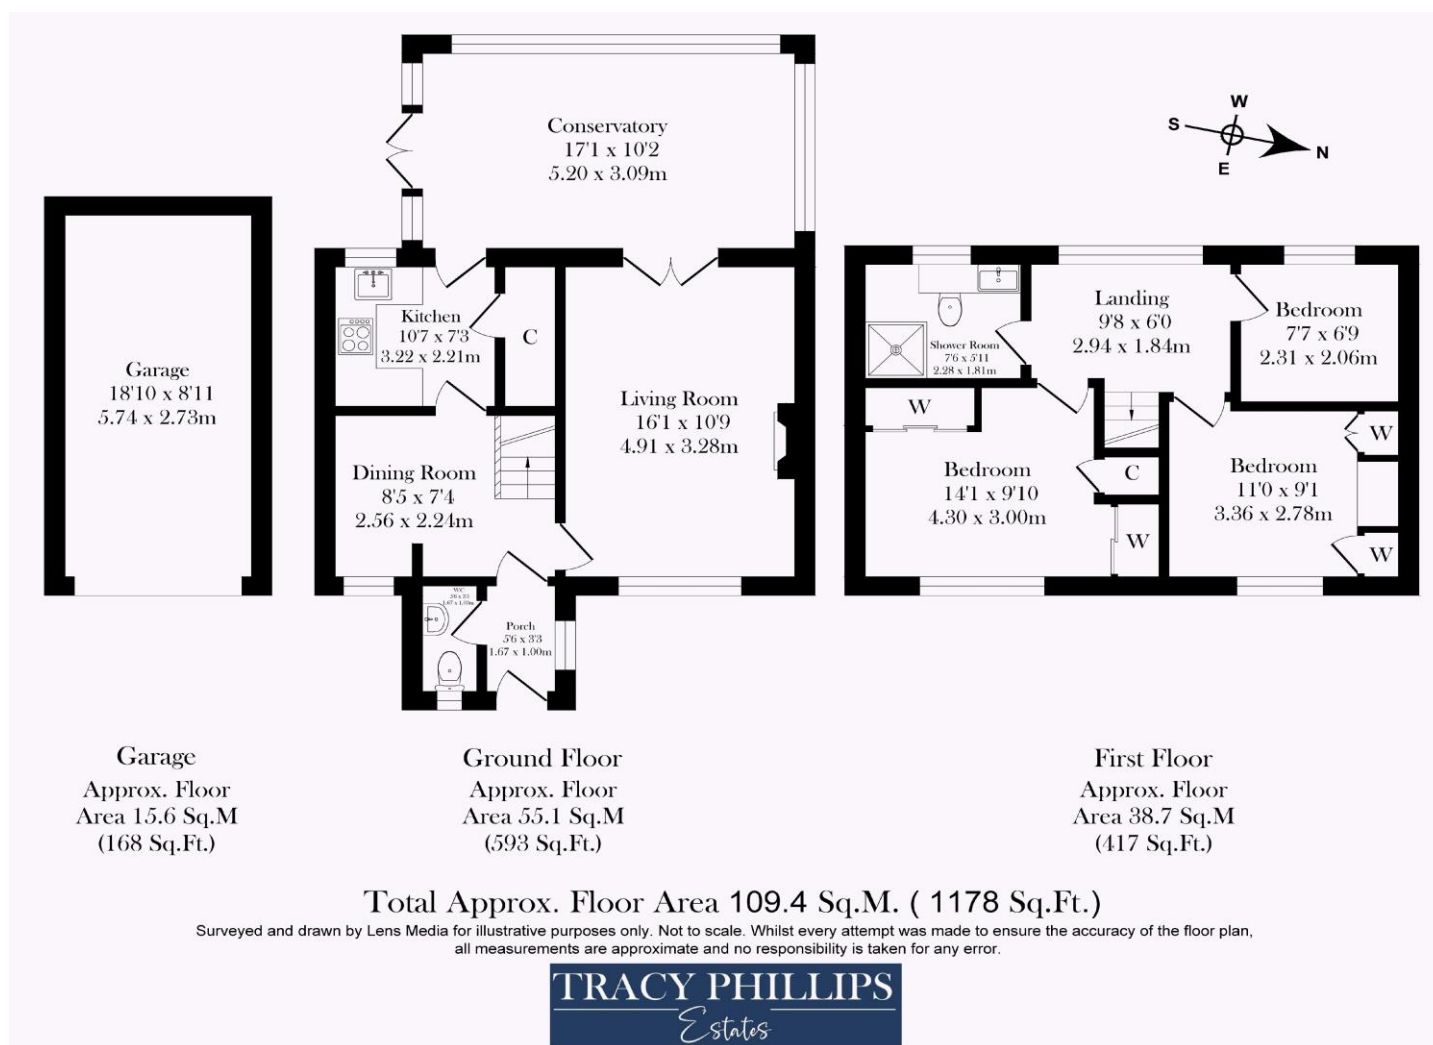 Conservatory
17'1 x 10'2
5.20 x 3.09m
W
S
N
E
Garage
18'10 x 8'11
5.74 x 2.73m
Kitchen
10'7 x 7'3
3.22 x 2.21m
C
Living Room
16'1 x 10'9
4.91 x 3.28m
Dining Room
8'5 x 7'4
2.56 x 2.24m
WC
1.67 x 1.00m
Porch
5'6 x 3'3
1.67 x 1.00m
Shower Room
7'6 x 5'11
2.28 x 1.81m
Landing
9'8 x 6'0
2.94 x 1.84m
Bedroom
7'7 x 6'9
2.31 x 2.06m
W
Bedroom
14'1 x 9'10
4.30 x 3.00m
C
W
Bedroom
11'0 x 9'1
3.36 x 2.78m
W
W
Garage
Approx. Floor
Area 15.6 Sq.M
(168 Sq.Ft.)
Ground Floor
Approx. Floor
Area 55.1 Sq.M
(593 Sq.Ft.)
First Floor
Approx. Floor
Area 38.7 Sq.M
(417 Sq.Ft.)
Total Approx. Floor Area 109.4 Sq.M. ( 1178 Sq.Ft.)
Surveyed and drawn by Lens Media for illustrative purposes only. Not to scale. Whilst every attempt was made to ensure the accuracy of the floor plan,
all measurements are approximate and no responsibility is taken for any error.
TRACY PHILLIPS
Estates